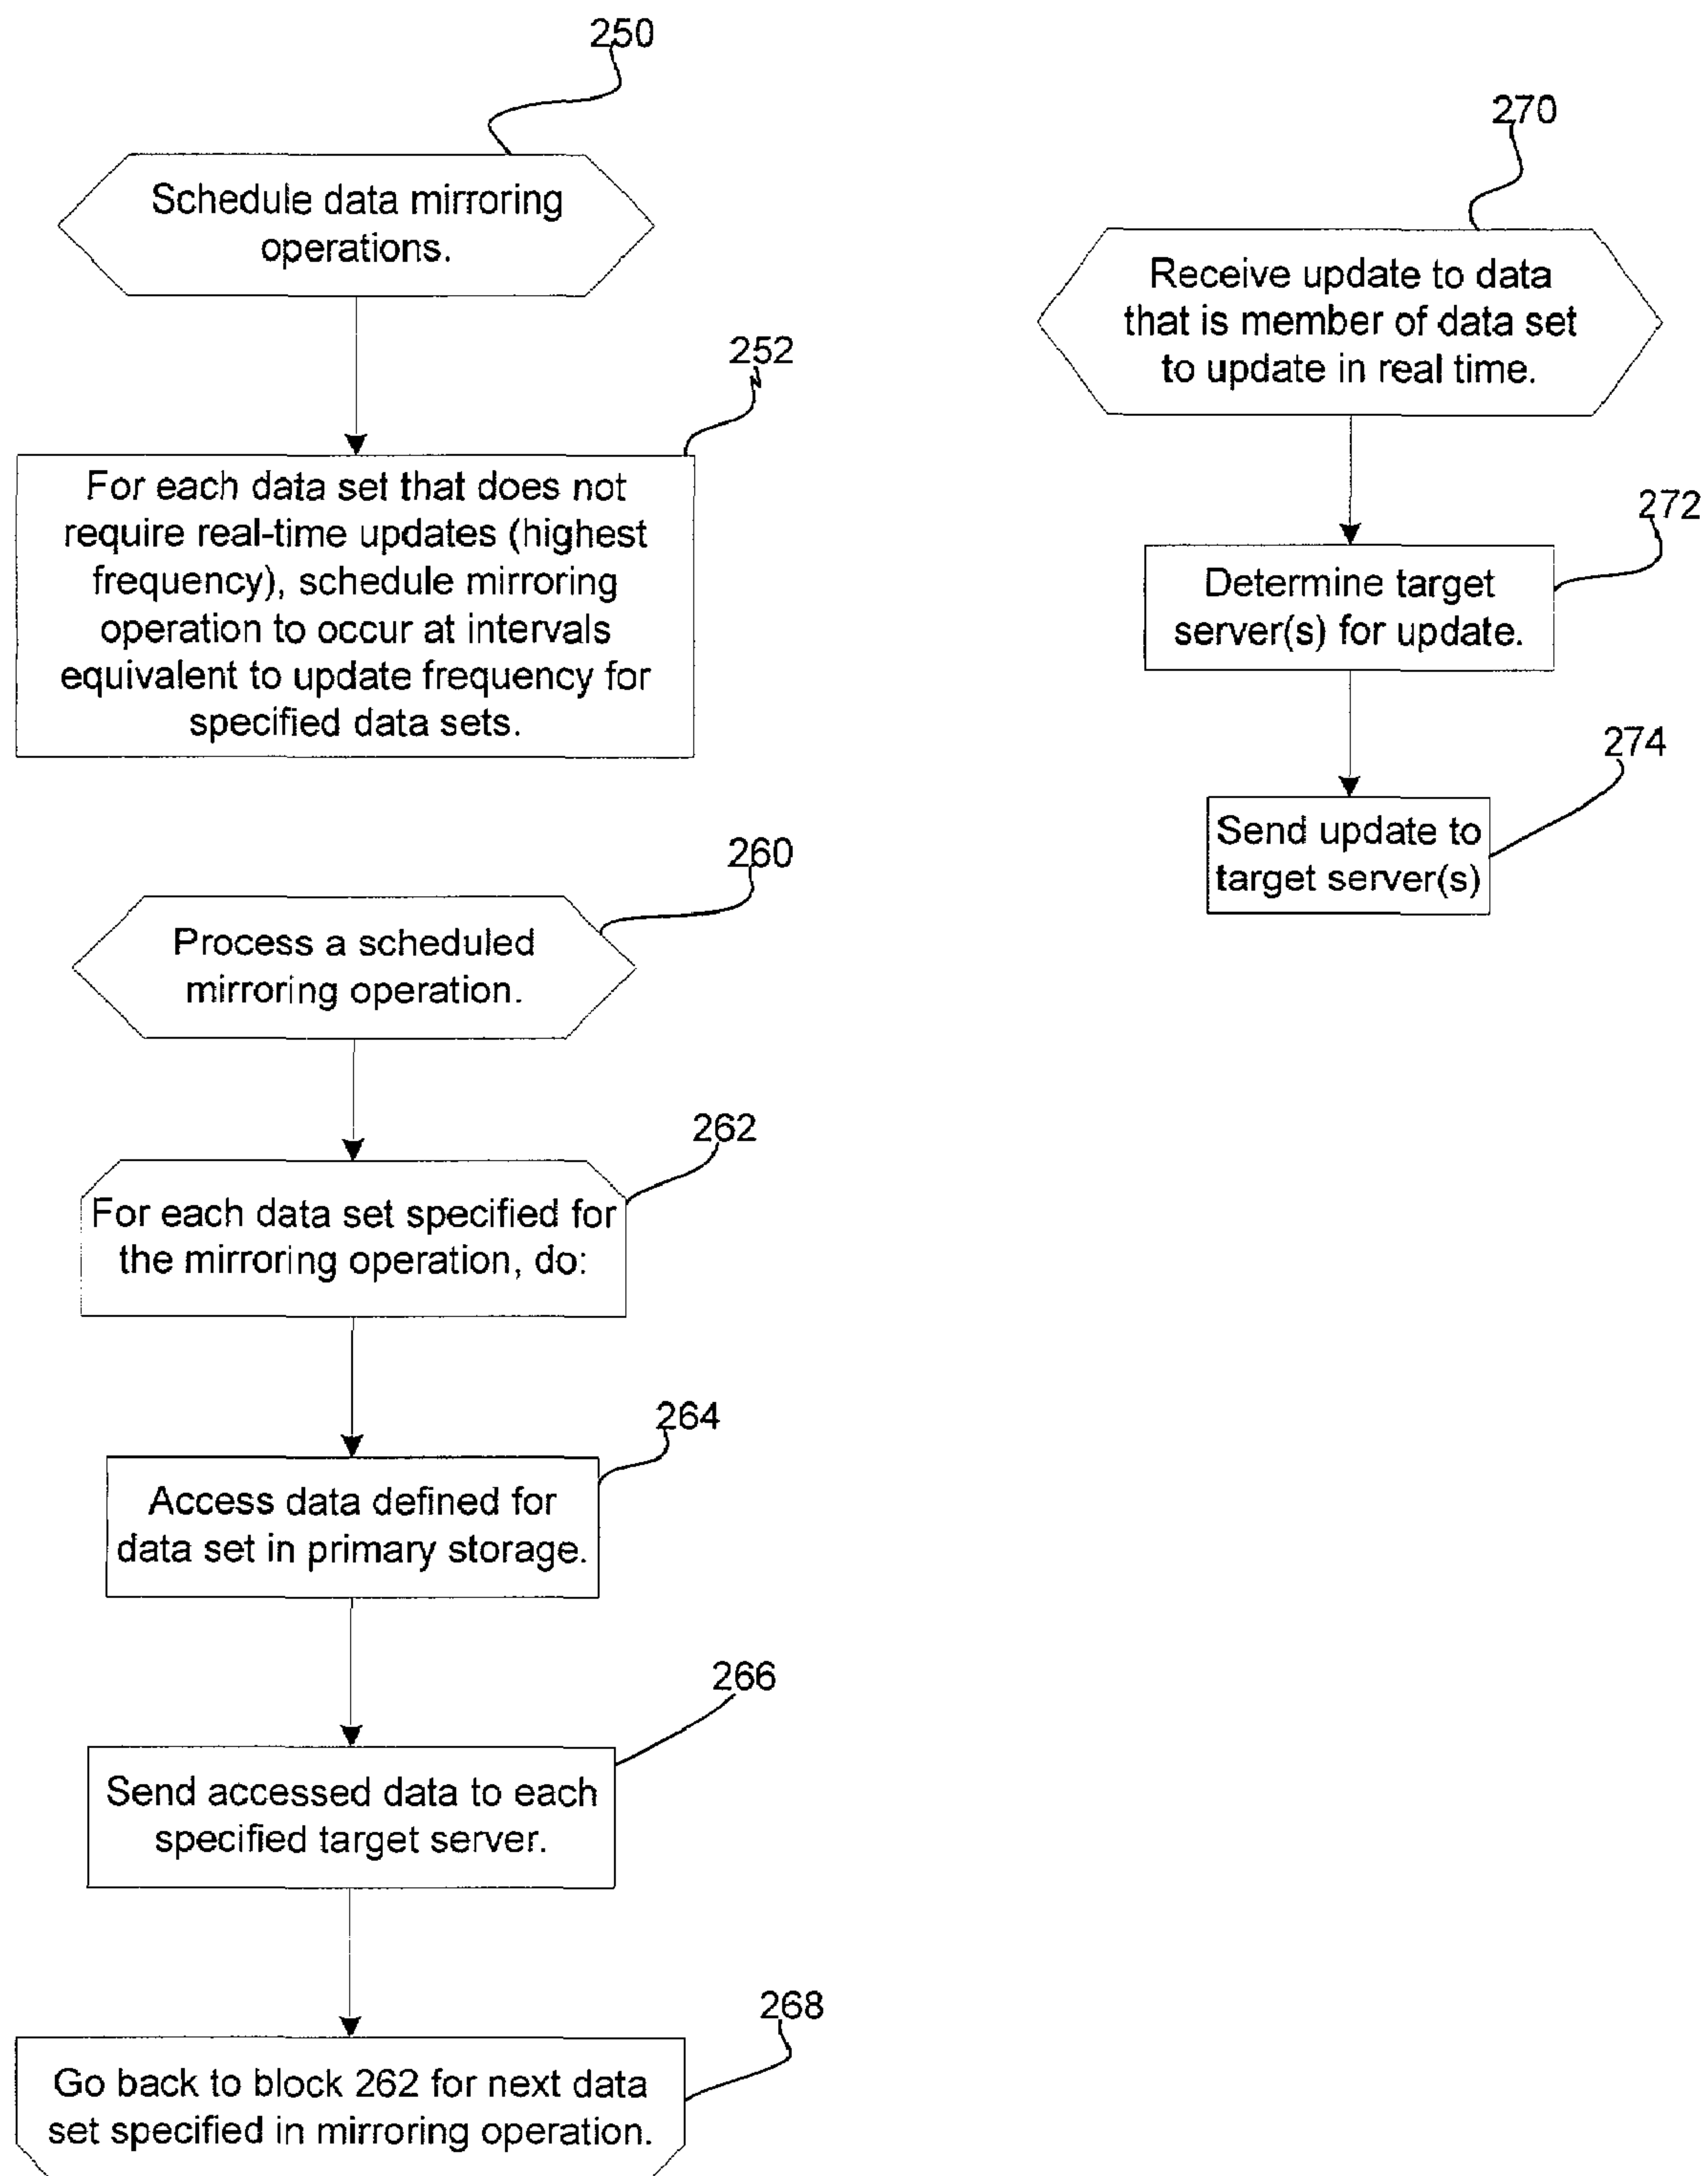 250
Schedule data mirroring
operations.
252
For each data set that does not
require real-time updates (highest
frequency), schedule mirroring
operation to occur at intervals
equivalent to update frequency for
specified data sets.
260
Process a scheduled
mirroring operation.
262
For each data set specified for
the mirroring operation, do:
264
Access data defined for
data set in primary storage.
266
Send accessed data to each
specified target server.
268
Go back to block 262 for next data
set specified in mirroring operation.
270
Receive update to data
that is member of data set
to update in real time.
272
Determine target
server(s) for update.
274
Send update to
target server(s)